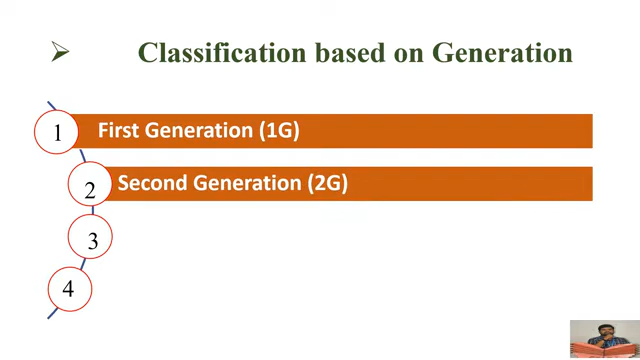 Classification based on Generation
1 First Generation (1G)
2 Second Generation (2G)
3
4